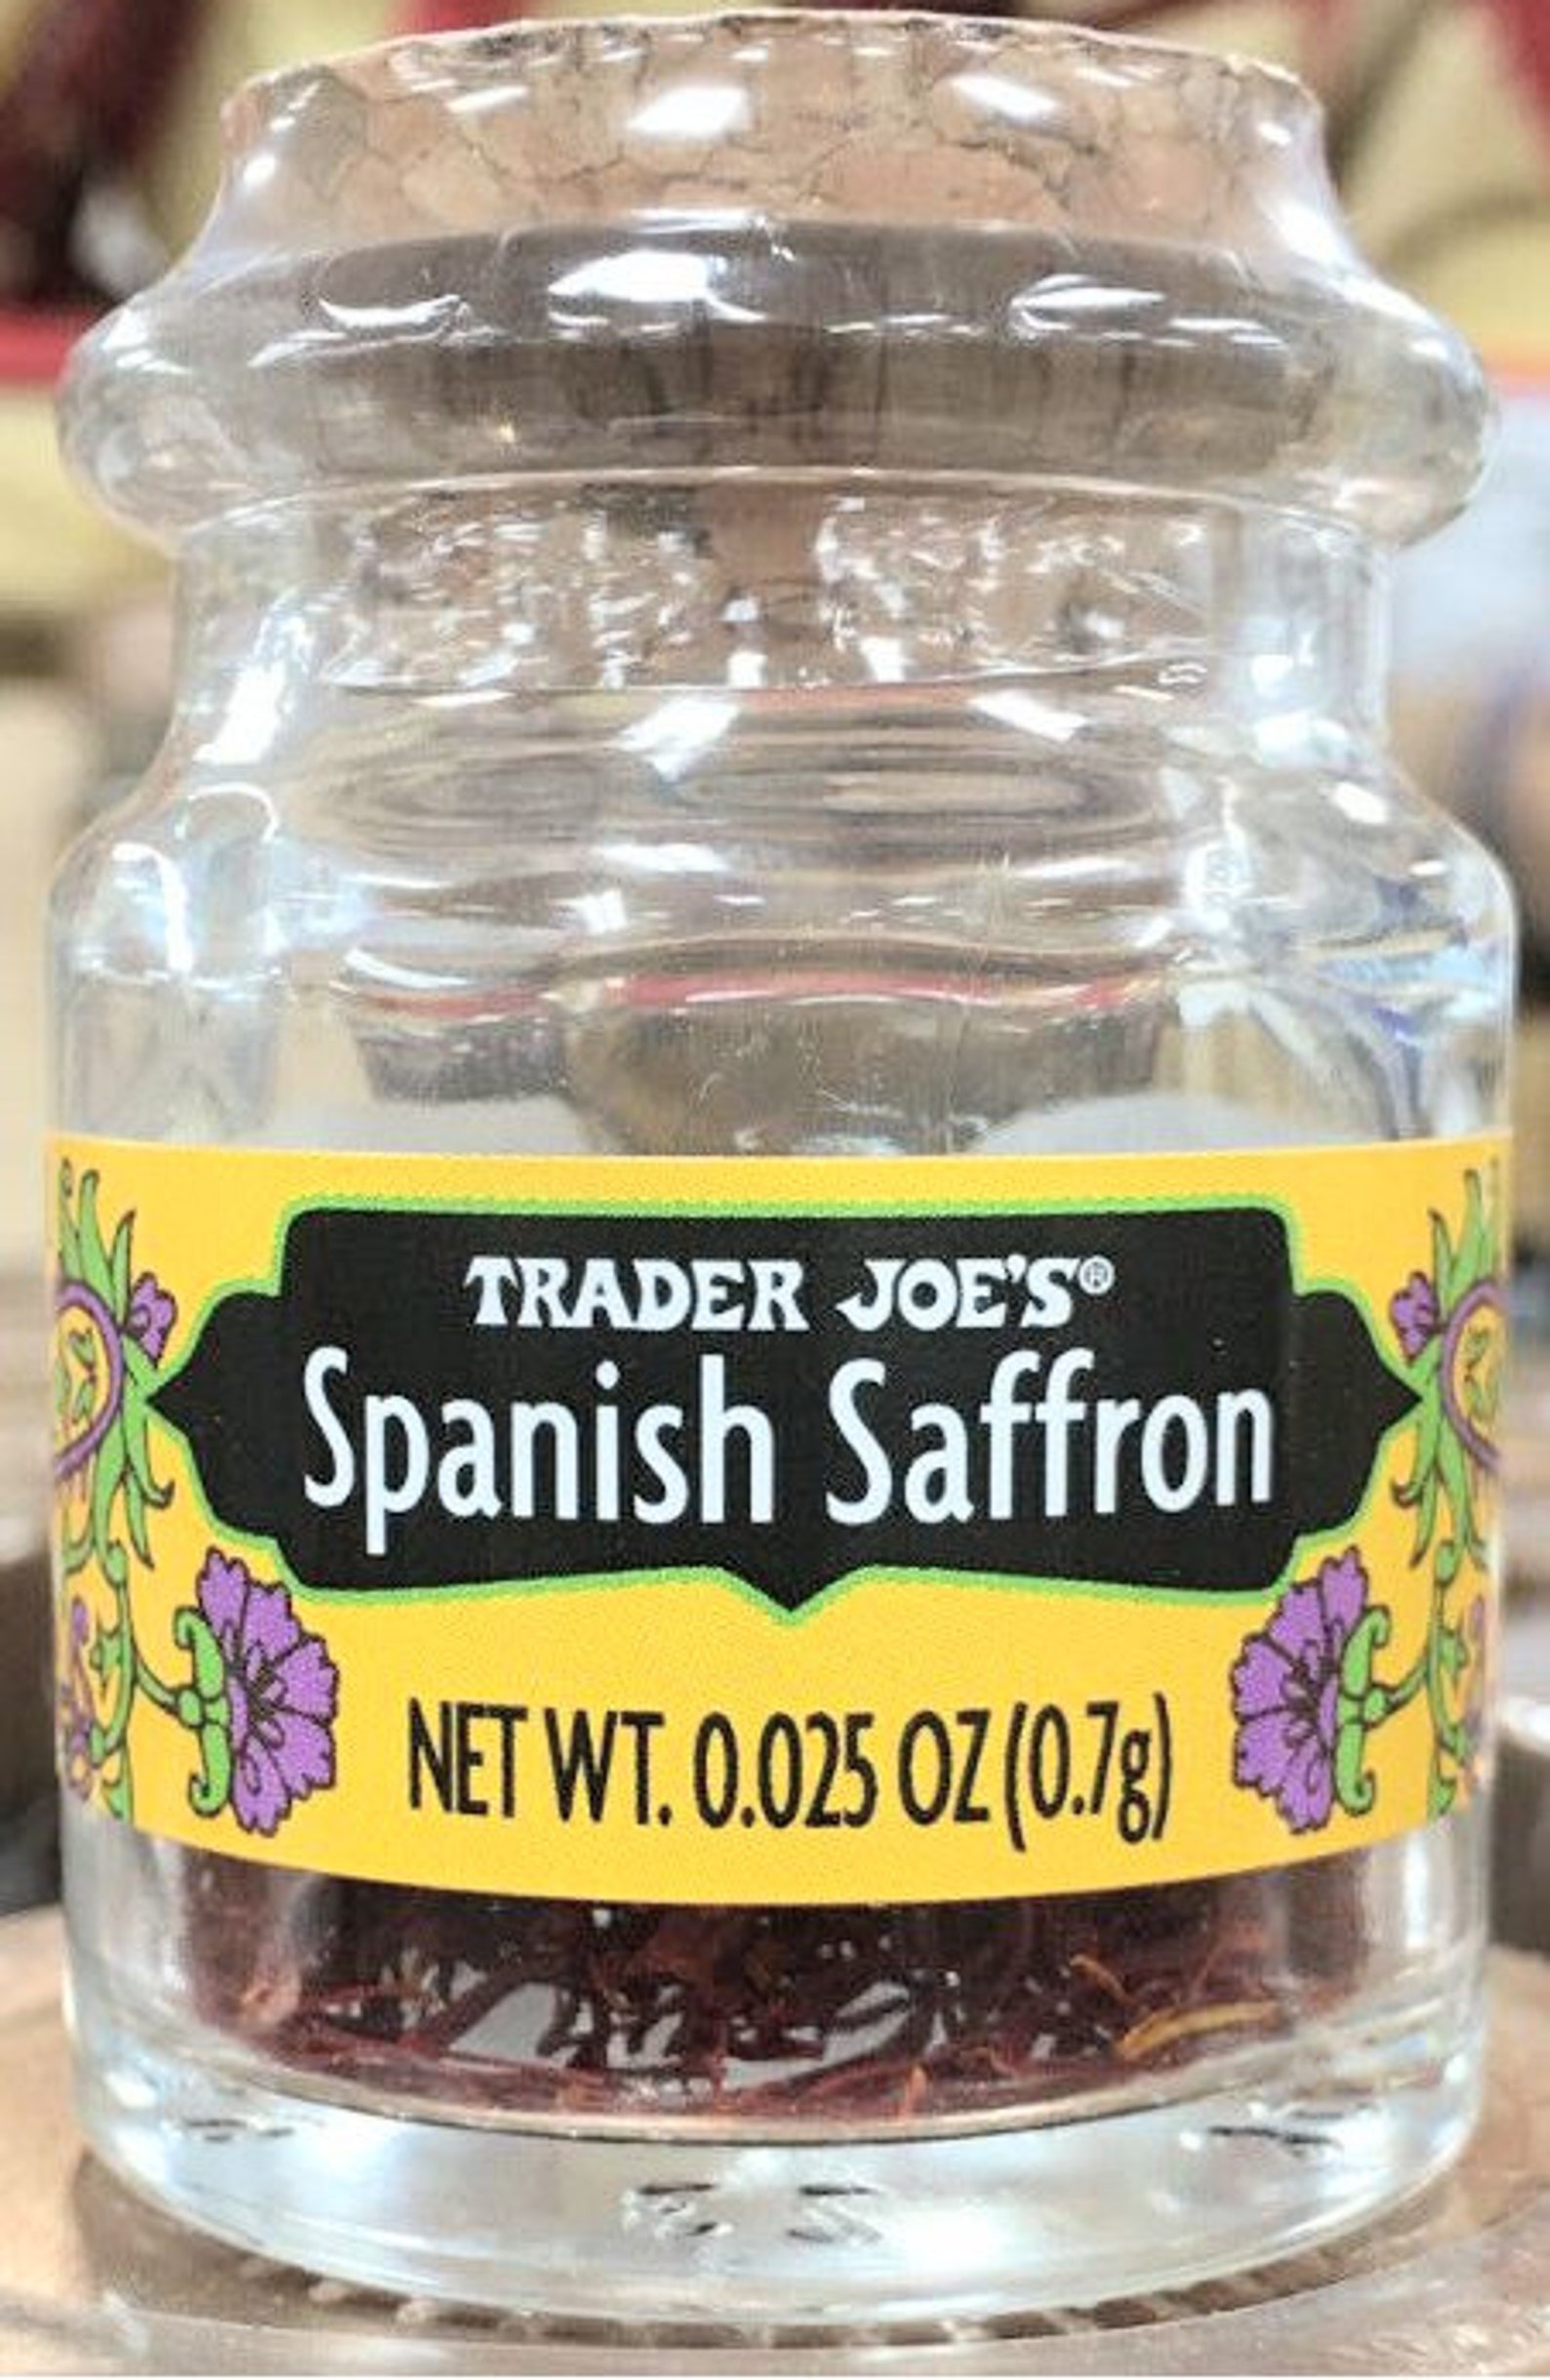 TRADER JOE'S®
Spanish Saffron
NET WT. 0.025 OZ (0.7g)